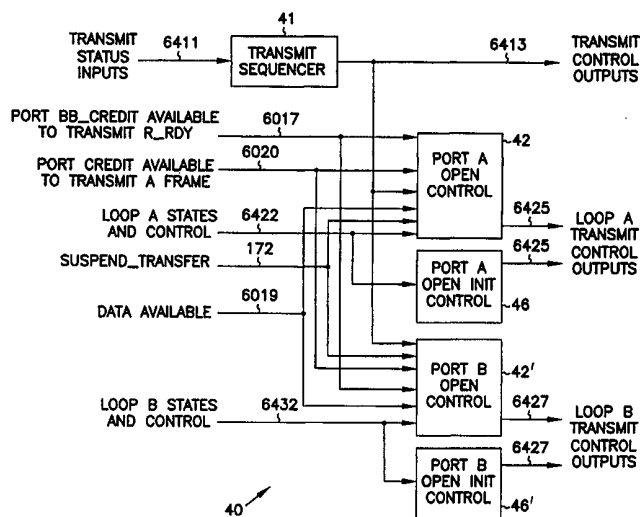 41
TRANSMIT
STATUS
INPUTS
6411
TRANSMIT
SEQUENCER
6413
TRANSMIT
CONTROL
OUTPUTS
PORT BB_CREDIT AVAILABLE
TO TRANSMIT R_RDY
6017
PORT CREDIT AVAILABLE
TO TRANSMIT A FRAME
6020
LOOP A STATES
AND CONTROL
6422
SUSPEND_TRANSFER
172
DATA AVAILABLE
6019
LOOP B STATES
AND CONTROL
6432
PORT A
OPEN
CONTROL
42
6425
PORT A
OPEN INIT
CONTROL
6425
46
LOOP A
TRANSMIT
CONTROL
OUTPUTS
PORT B
OPEN
CONTROL
42'
6427
PORT B
OPEN INIT
CONTROL
6427
46'
LOOP B
TRANSMIT
CONTROL
OUTPUTS
40